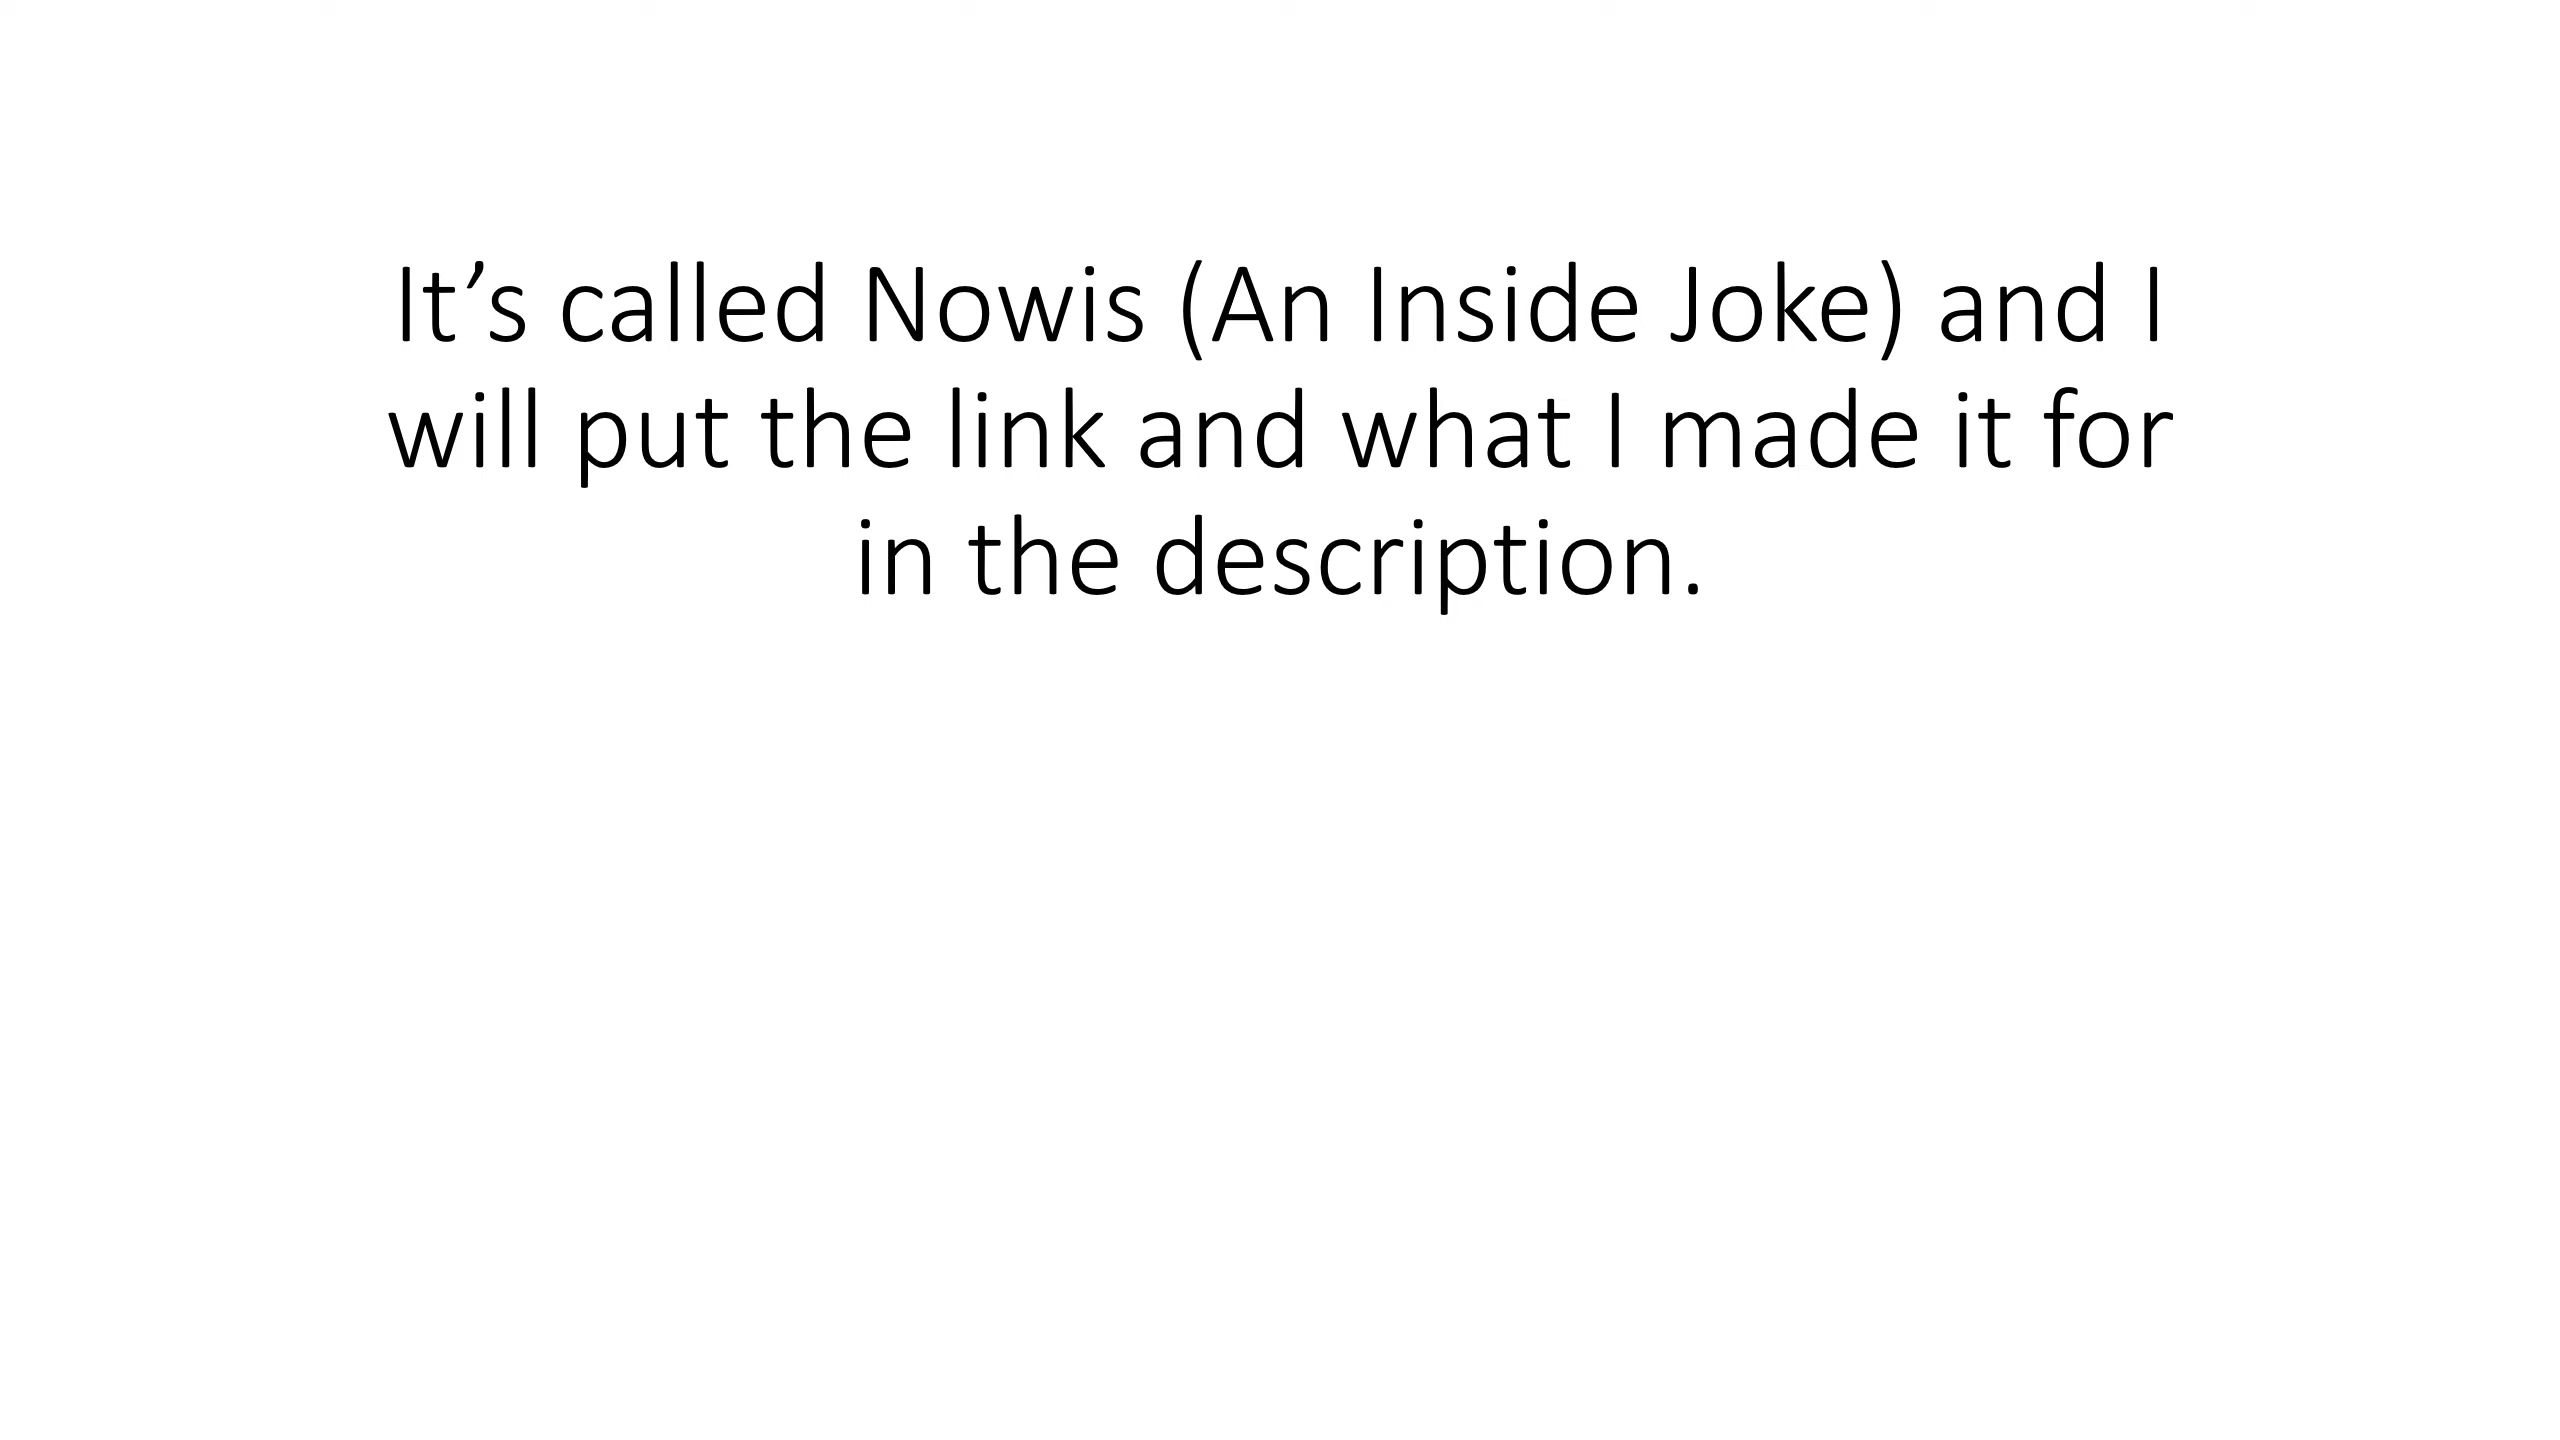 It’s called Nowis (An Inside Joke) and I
will put the link and what I made it for
in the description.